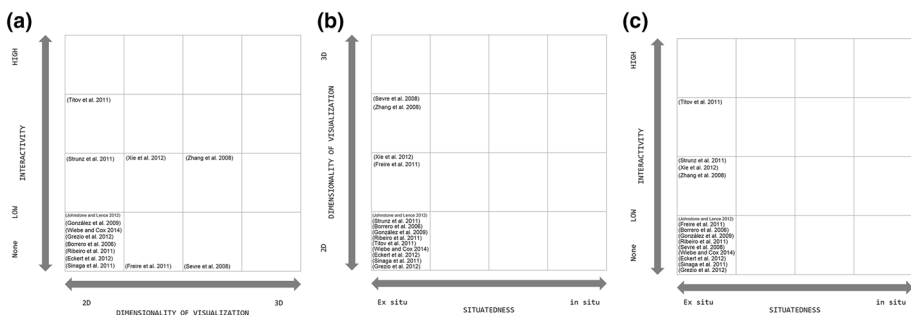 (a)
HIGH
INTERACTIVITY
LOW
None
(Titov et al. 2011)
(Strunz et al. 2011) (Xie et al. 2012) (Zhang et al. 2008)
(Johnstone and Lence 2012)
(González et al. 2009)
(Wiebe and Cox 2014)
(Grezio et al. 2012)
(Borrero et al. 2006)
(Ribeiro et al. 2011)
(Eckert et al. 2012)
(Sinaga et al. 2011) (Freire et al. 2011) (Sevre et al. 2008)
2D 3D
DIMENSIONALITY OF VISUALIZATION
(b)
3D
DIMENSIONALITY OF VISUALIZATION
2D
(Sevre et al. 2008)
(Zhang et al. 2008)
(Xie et al. 2012)
(Freire et al. 2011)
(Johnstone and Lence 2012)
(Strunz et al. 2011)
(Borrero et al. 2006)
(González et al. 2009)
(Ribeiro et al. 2011)
(Titov et al. 2011)
(Wiebe and Cox 2014)
(Eckert et al. 2012)
(Sinaga et al. 2011)
(Grezio et al. 2012)
Ex situ in situ
SITUATEDNESS
(c)
HIGH
INTERACTIVITY
LOW
None
(Titov et al. 2011)
(Strunz et al. 2011)
(Xie et al. 2012)
(Zhang et al. 2008)
(Johnstone and Lence 2012)
(Freire et al. 2011)
(Borrero et al. 2006)
(González et al. 2009)
(Ribeiro et al. 2011)
(Sevre et al. 2008)
(Wiebe and Cox 2014)
(Eckert et al. 2012)
(Sinaga et al. 2011)
(Grezio et al. 2012)
Ex situ in situ
SITUATEDNESS